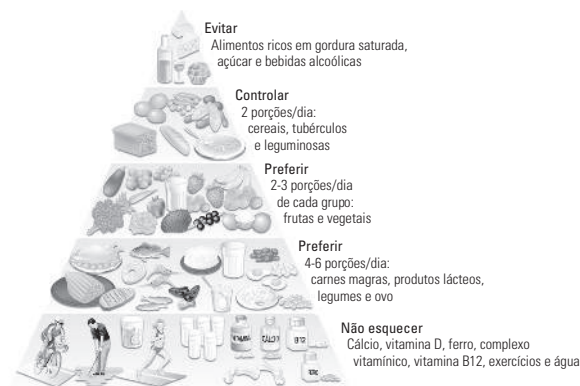 Evitar
Alimentos ricos em gordura saturada,
açúcar e bebidas alcoólicas
Controlar
2 porções/dia:
cereais, tubérculos
e leguminosas
Preferir
2-3 porções/dia
de cada grupo:
frutas e vegetais
Preferir
4-6 porções/dia:
carnes magras, produtos lácteos,
legumes e ovo
Não esquecer
Cálcio, vitamina D, ferro, complexo
vitamínico, vitamina B12, exercícios e água
CÁLCIO
B12